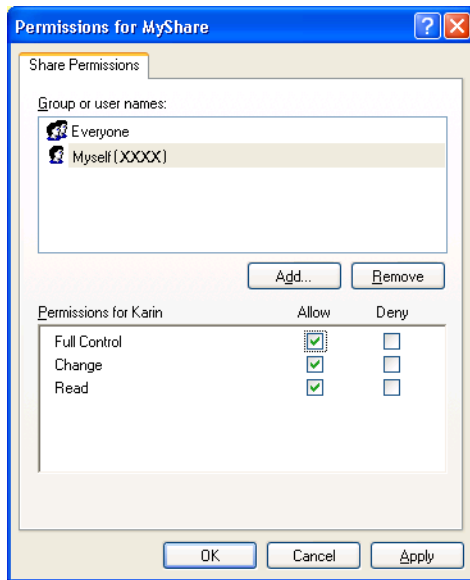 Permissions for MyShare
Share Permissions
Group or user names:
Everyone
Myself (XXXX)
Add... Remove
Permissions for Karin Allow Deny
Full Control
Change
Read
OK Cancel Apply